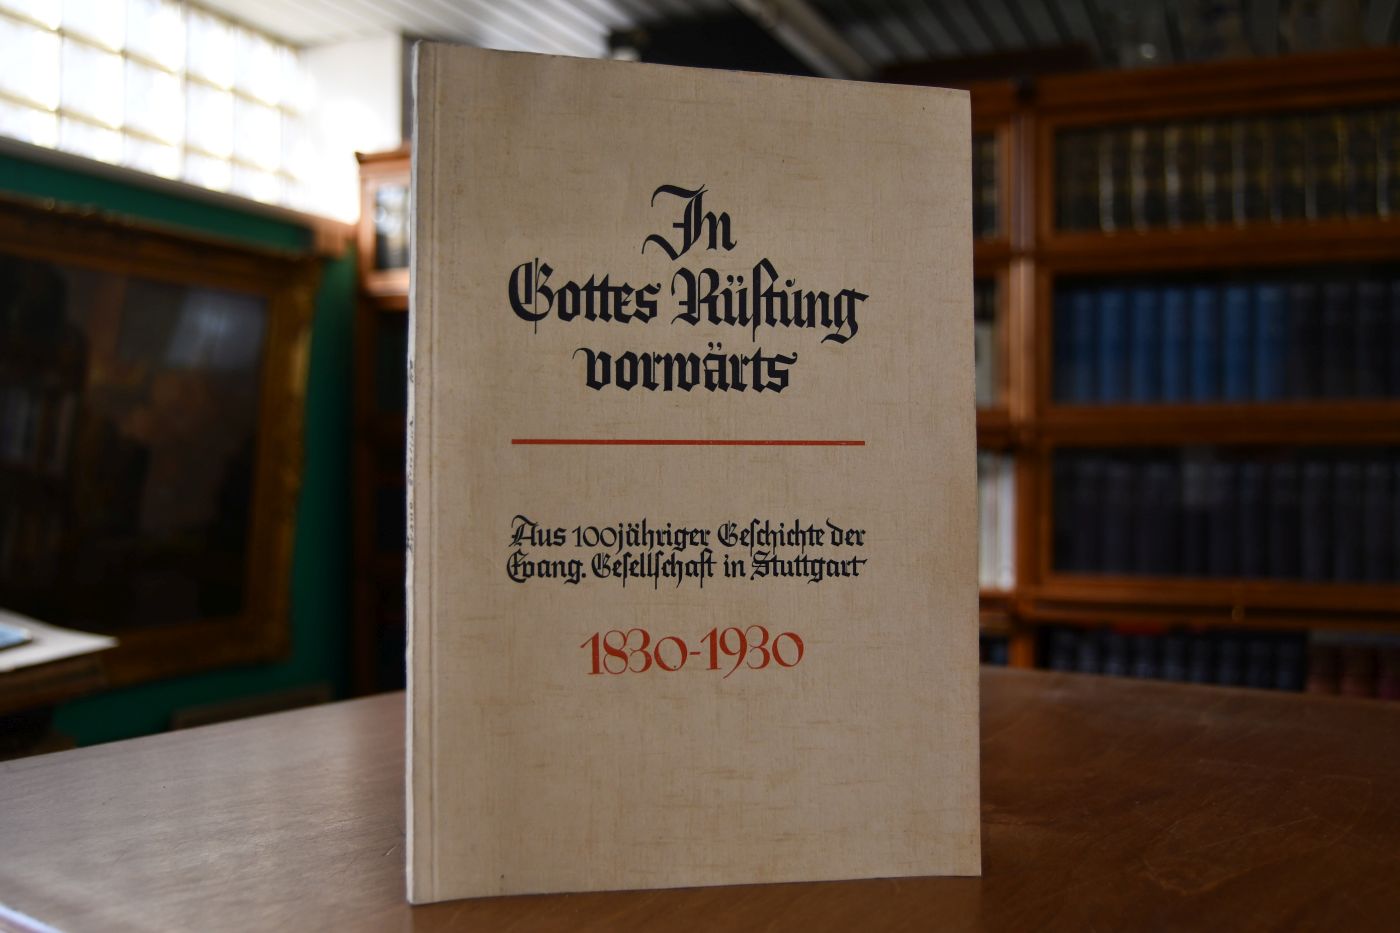 In
Gottes Rüstung
vorwärts
Aus 100jähriger Geschichte der
Evang. Gesellschaft in Stuttgart
1830-1930